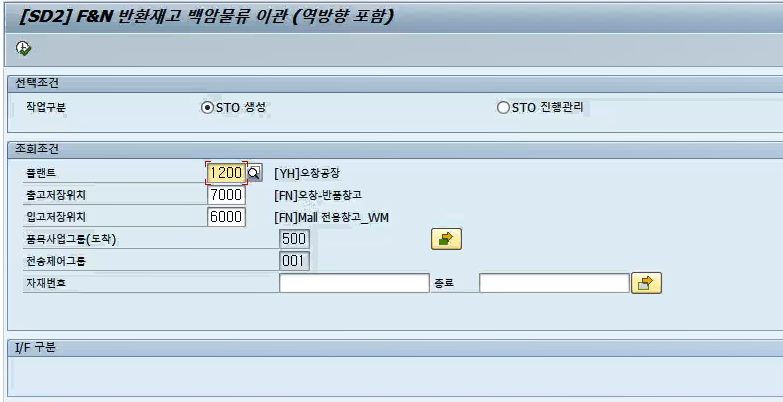 [SD2] F&N 반환재고 백암물류 이관 (역방향 포함)
선택조건
작업구분 STO 생성 STO 진행관리
조회조건
플랜트 1200 [YH]오창공장
출고저장위치 7000 [FN]오창-반품창고
입고저장위치 6000 [FN]Mall 전용창고_WM
품목사업그룹(도착) 500
전송제어그룹 001
자재번호 종료
I/F 구분